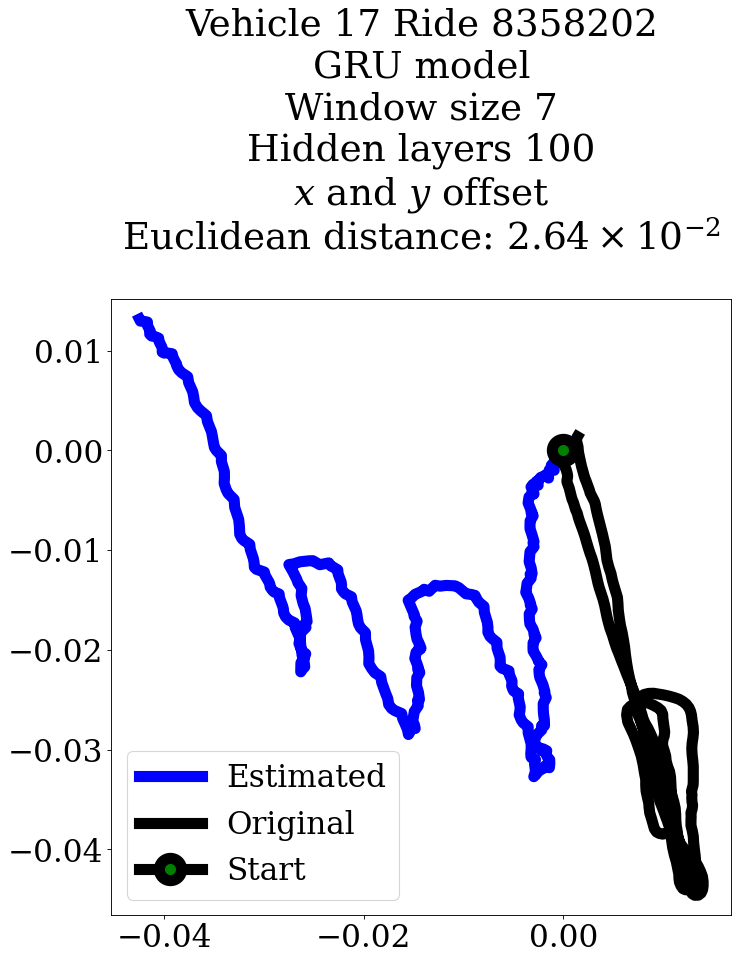 Vehicle 17 Ride 8358202
GRU model
Window size 7
Hidden layers 100
x and y offset
Euclidean distance: 2.64 × 10⁻²
0.01
0.00
−0.01
−0.02
−0.03
−0.04
Estimated
Original
Start
−0.04 −0.02 0.00